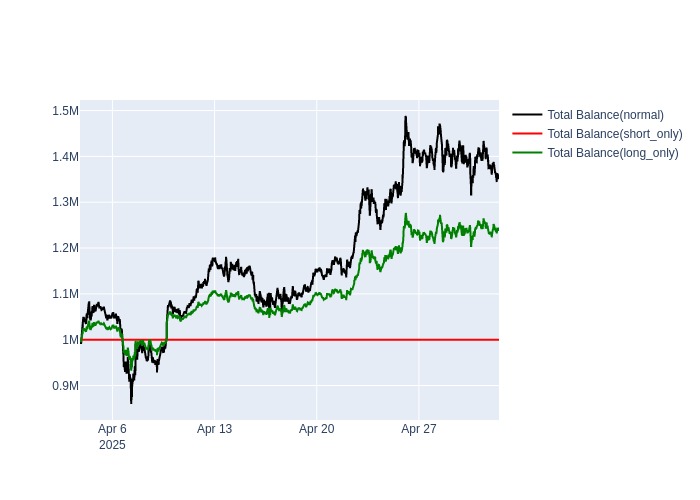 1.5M
1.4M
1.3M
1.2M
1.1M
1M
0.9M
Apr 6
2025
Apr 13
Apr 20
Apr 27
Total Balance(normal)
Total Balance(short_only)
Total Balance(long_only)